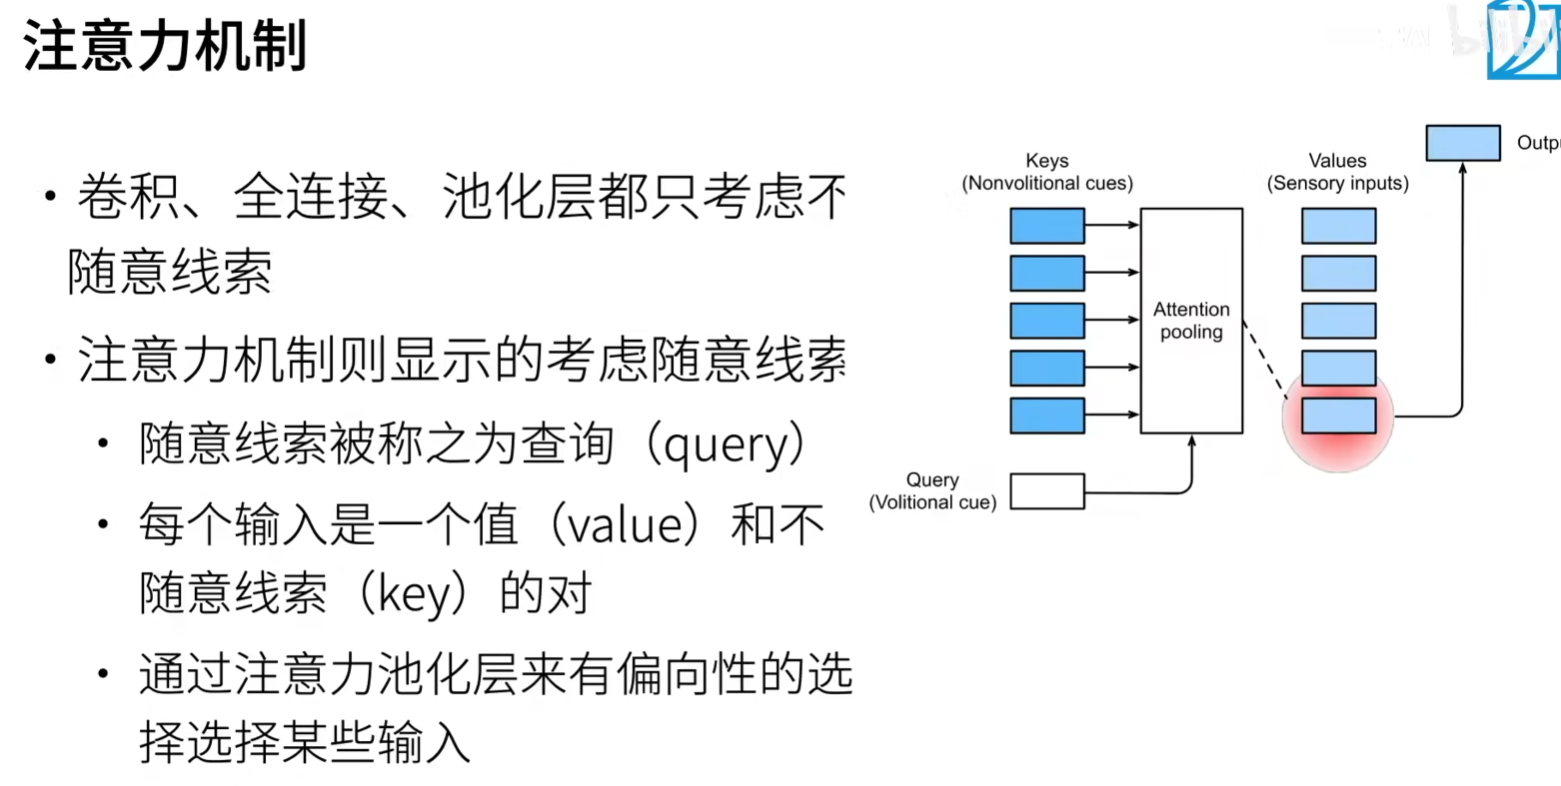 注意力机制
• 卷积、全连接、池化层都只考虑不
随意线索
• 注意力机制则显示的考虑随意线索
• 随意线索被称之为查询（query）
• 每个输入是一个值（value）和不
随意线索（key）的对
• 通过注意力池化层来有偏向性的选
择选择某些输入
Keys
(Nonvolitional cues)
Attention
pooling
Query
(Volitional cue)
Values
(Sensory inputs)
Outp